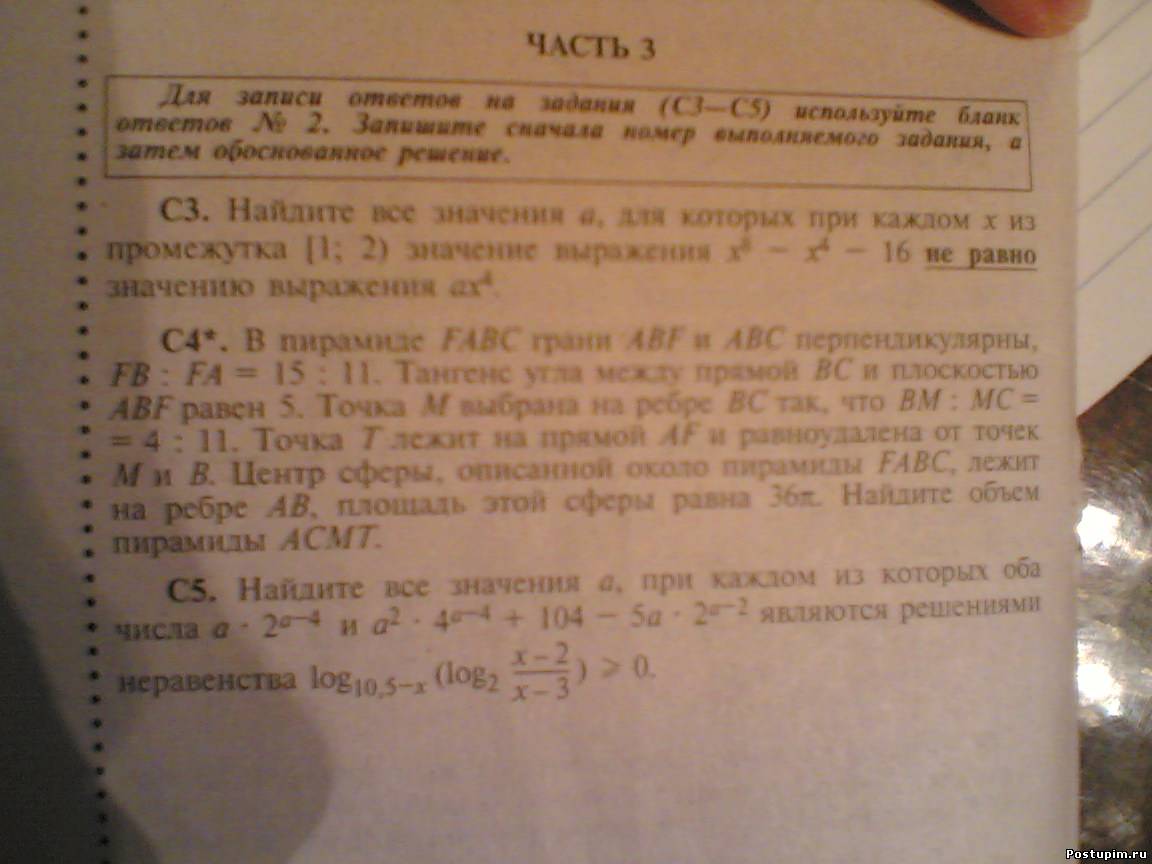 ЧАСТЬ 3
Для записи ответов на задания (С3—С5) используйте бланк
ответов № 2. Запишите сначала номер выполняемого задания, а
затем обоснованное решение.
С3. Найдите все значения a, для которых при каждом x из
промежутка [1; 2) значение выражения x⁸ − x⁴ − 16 не равно
значению выражения ax⁴.
С4*. В пирамиде FABC грани ABF и ABC перпендикулярны,
FB : FA = 15 : 11. Тангенс угла между прямой BC и плоскостью
ABF равен 5. Точка M выбрана на ребре BC так, что BM : MC =
= 4 : 11. Точка T лежит на прямой AF и равноудалена от точек
M и B. Центр сферы, описанной около пирамиды FABC, лежит
на ребре AB, площадь этой сферы равна 36π. Найдите объем
пирамиды ACMT.
С5. Найдите все значения a, при каждом из которых оба
числа a · 2ᵃ⁻⁴ и a² · 4ᵃ⁻⁴ + 104 − 5a · 2ᵃ⁻² являются решениями
неравенства log₁₀,₅₋ₓ (log₂ (x − 2)/(x − 3)) ⩾ 0.
Postupim.ru